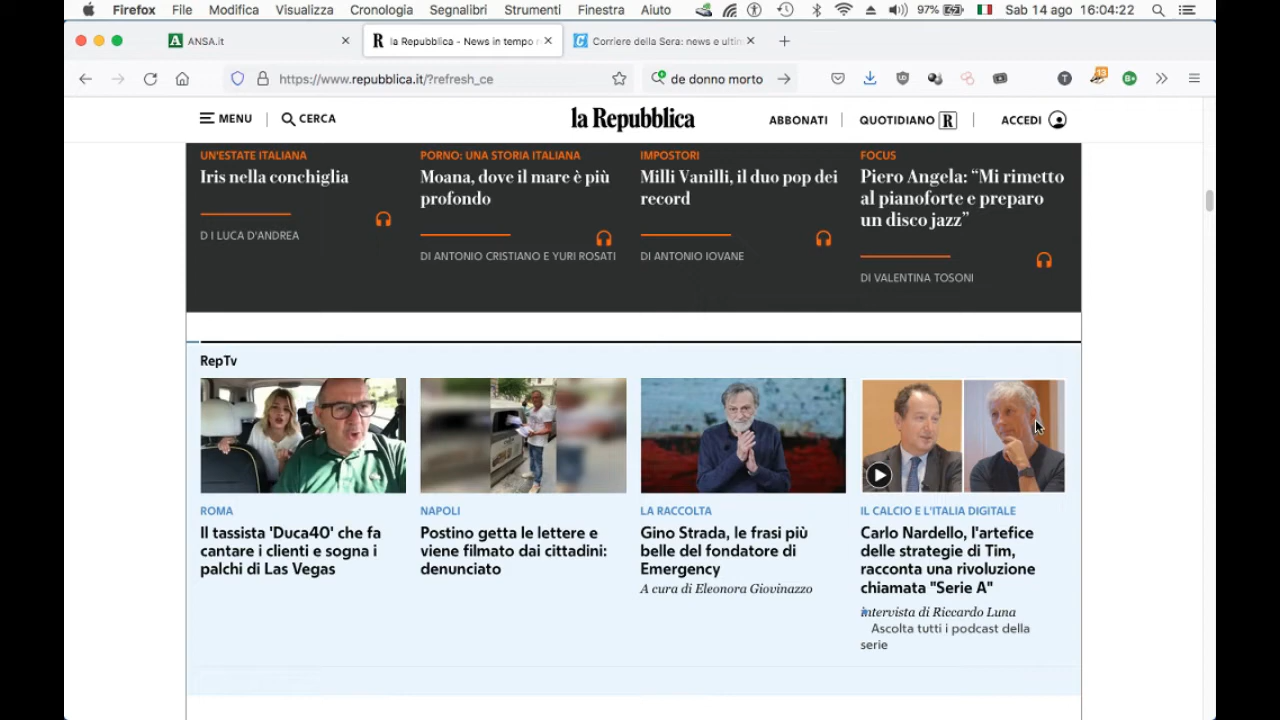 Firefox File Modifica Visualizza Cronologia Segnalibri Strumenti Finestra Aiuto 97% Sab 14 ago 16:04:22
ANSA.it la Repubblica - News in tempo r Corriere della Sera: news e ultim
https://www.repubblica.it/?refresh_ce de donno morto 13
MENU CERCA la Repubblica ABBONATI QUOTIDIANO R ACCEDI
UN'ESTATE ITALIANA
Iris nella conchiglia
D I LUCA D'ANDREA
PORNO: UNA STORIA ITALIANA
Moana, dove il mare è più
profondo
DI ANTONIO CRISTIANO E YURI ROSATI
IMPOSTORI
Milli Vanilli, il duo pop dei
record
DI ANTONIO IOVANE
FOCUS
Piero Angela: “Mi rimetto
al pianoforte e preparo
un disco jazz”
DI VALENTINA TOSONI
RepTv
ROMA
Il tassista 'Duca40' che fa
cantare i clienti e sogna i
palchi di Las Vegas
NAPOLI
Postino getta le lettere e
viene filmato dai cittadini:
denunciato
LA RACCOLTA
Gino Strada, le frasi più
belle del fondatore di
Emergency
A cura di Eleonora Giovinazzo
IL CALCIO E L'ITALIA DIGITALE
Carlo Nardello, l'artefice
delle strategie di Tim,
racconta una rivoluzione
chiamata "Serie A"
intervista di Riccardo Luna
Ascolta tutti i podcast della
serie